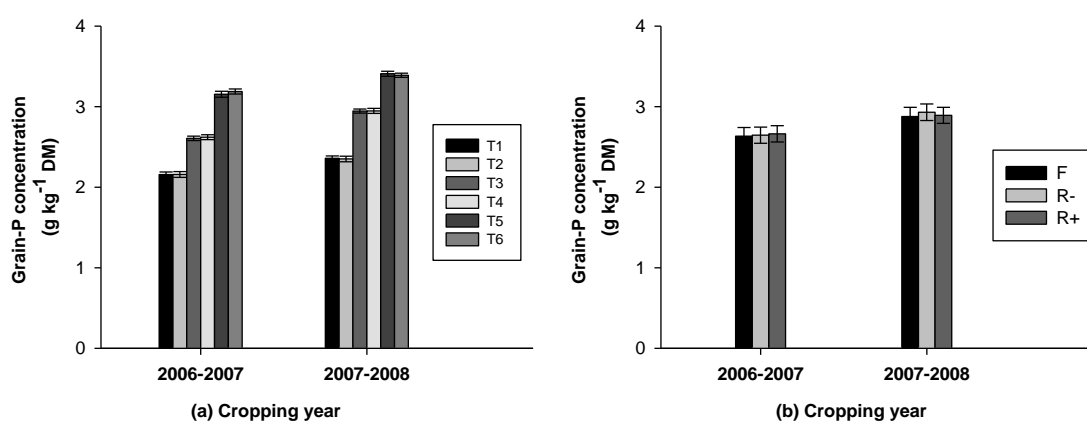 Grain-P concentration
(g kg⁻¹ DM)
4
3
2
1
0
T1
T2
T3
T4
T5
T6
2006-2007
2007-2008
(a) Cropping year
Grain-P concentration
(g kg⁻¹ DM)
4
3
2
1
0
F
R-
R+
2006-2007
2007-2008
(b) Cropping year